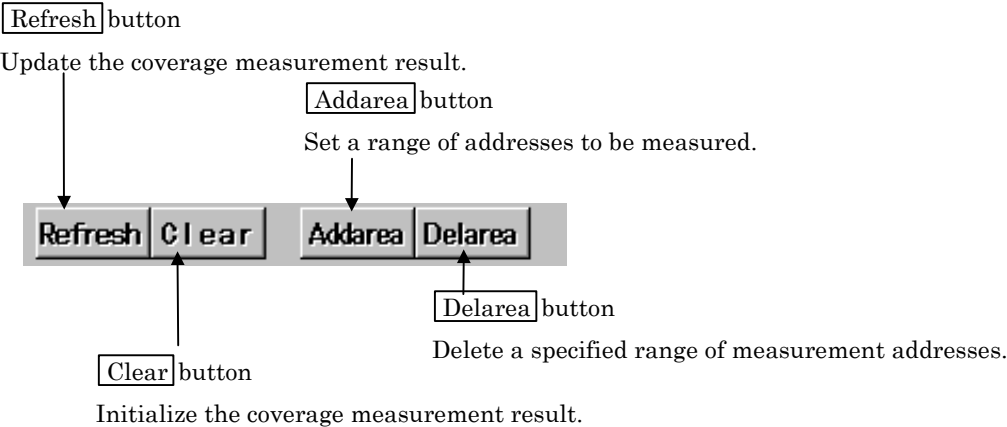 Refresh button
Update the coverage measurement result.
Addarea button
Set a range of addresses to be measured.
Refresh Clear Addarea Delarea
Delarea button
Delete a specified range of measurement addresses.
Clear button
Initialize the coverage measurement result.